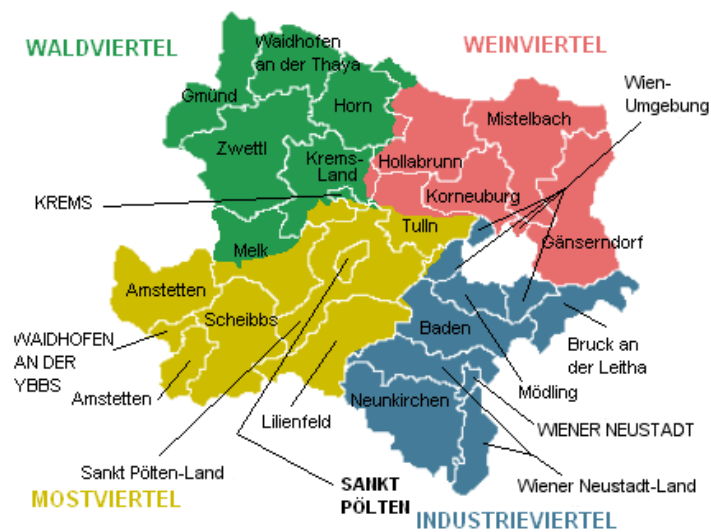 WALDVIERTEL
Waidhofen
an der Thaya
WEINVIERTEL
Wien-
Umgebung
Gmünd
Horn
Mistelbach
Zwettl
Krems-
Land
Hollabrunn
KREMS
Korneuburg
Tulln
Gänserndorf
Melk
Amstetten
Scheibbs
Baden
WAIDHOFEN
AN DER
YBBS
Bruck an
der Leitha
Amstetten
Lilienfeld
Neunkirchen
Mödling
WIENER NEUSTADT
Sankt Pölten-Land
SANKT
PÖLTEN
Wiener Neustadt-Land
MOSTVIERTEL
INDUSTRIEVIERTEL